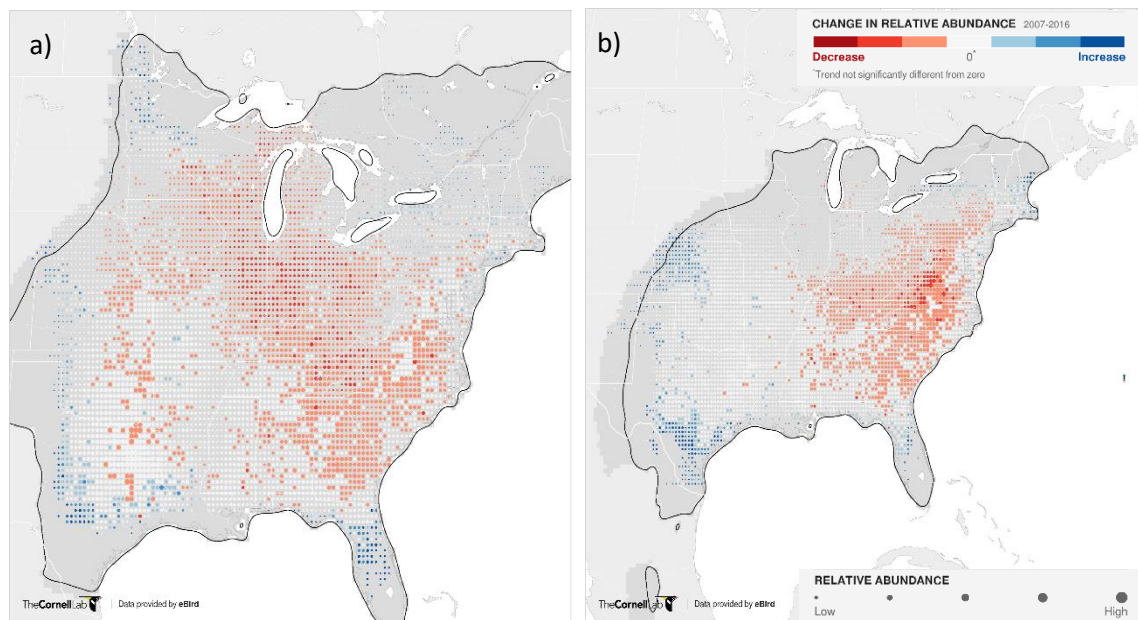 a)
b)
CHANGE IN RELATIVE ABUNDANCE 2007-2016
Decrease 0* Increase
*Trend not significantly different from zero
TheCornellLab Data provided by eBird
TheCornellLab Data provided by eBird
RELATIVE ABUNDANCE
Low High